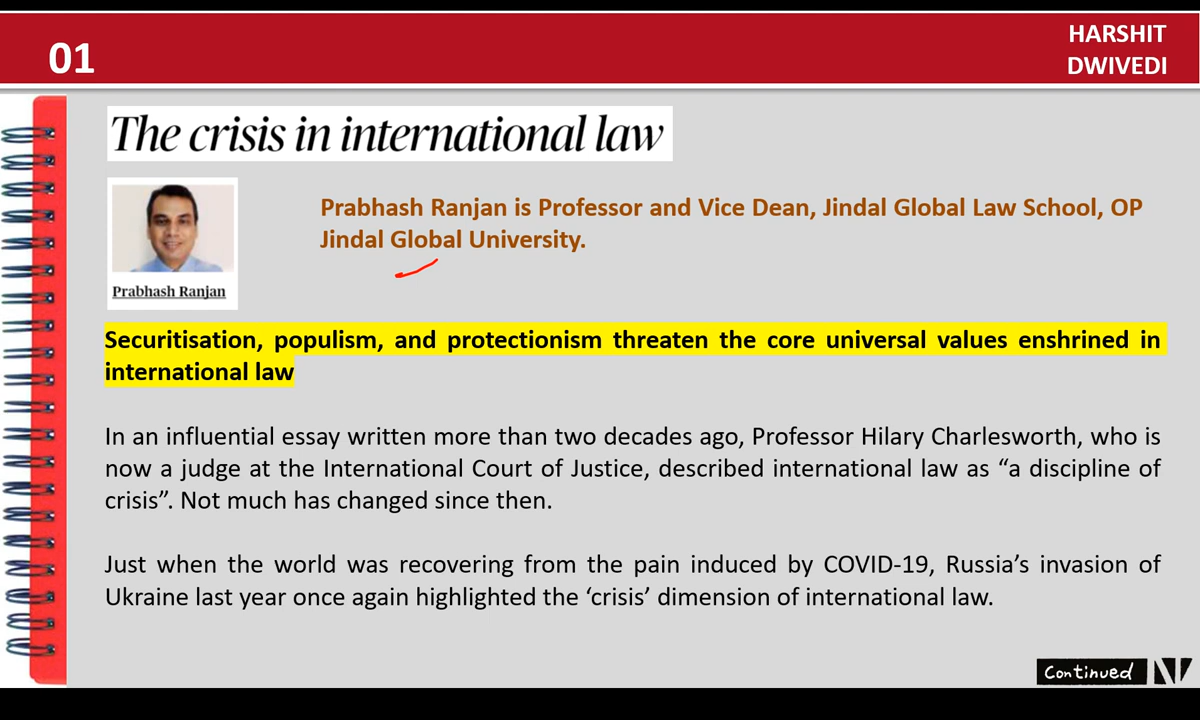 01
HARSHIT
DWIVEDI
The crisis in international law
Prabhash Ranjan
Prabhash Ranjan is Professor and Vice Dean, Jindal Global Law School, OP
Jindal Global University.
Securitisation, populism, and protectionism threaten the core universal values enshrined in
international law
In an influential essay written more than two decades ago, Professor Hilary Charlesworth, who is
now a judge at the International Court of Justice, described international law as “a discipline of
crisis”. Not much has changed since then.
Just when the world was recovering from the pain induced by COVID-19, Russia’s invasion of
Ukraine last year once again highlighted the ‘crisis’ dimension of international law.
Continued